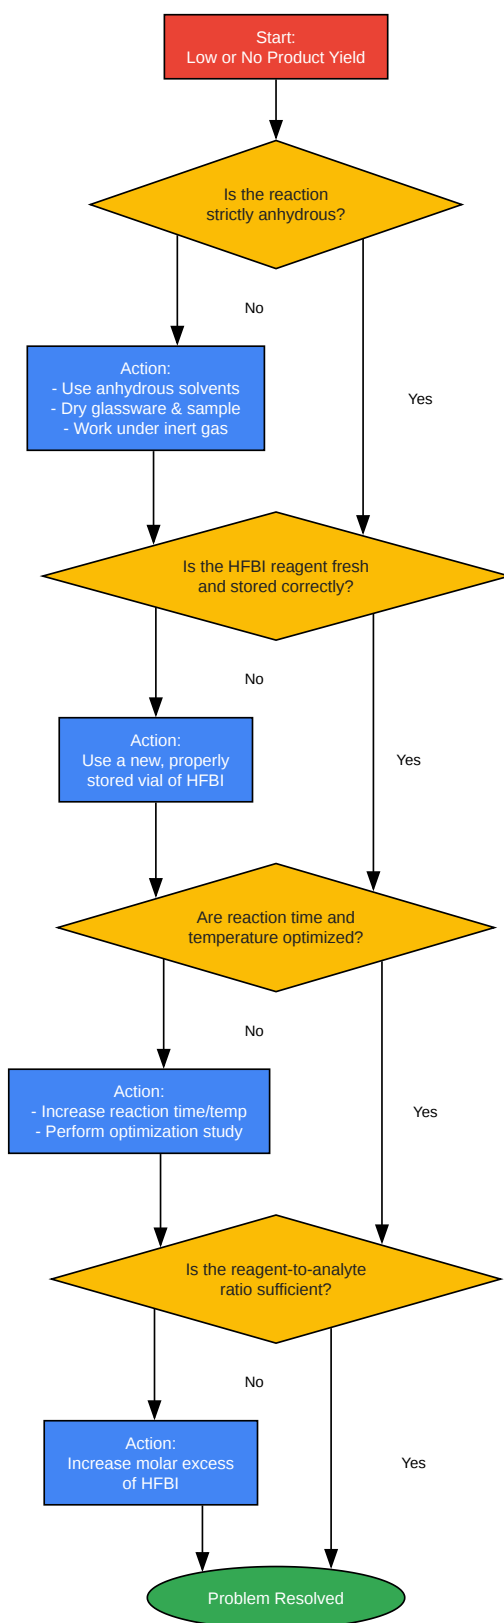 Start:
Low or No Product Yield
Is the reaction
strictly anhydrous?
No
Action:
- Use anhydrous solvents
- Dry glassware & sample
- Work under inert gas
Yes
Is the HFBI reagent fresh
and stored correctly?
No
Action:
Use a new, properly
stored vial of HFBI
Yes
Are reaction time and
temperature optimized?
No
Action:
- Increase reaction time/temp
- Perform optimization study
Yes
Is the reagent-to-analyte
ratio sufficient?
No
Action:
Increase molar excess
of HFBI
Yes
Problem Resolved